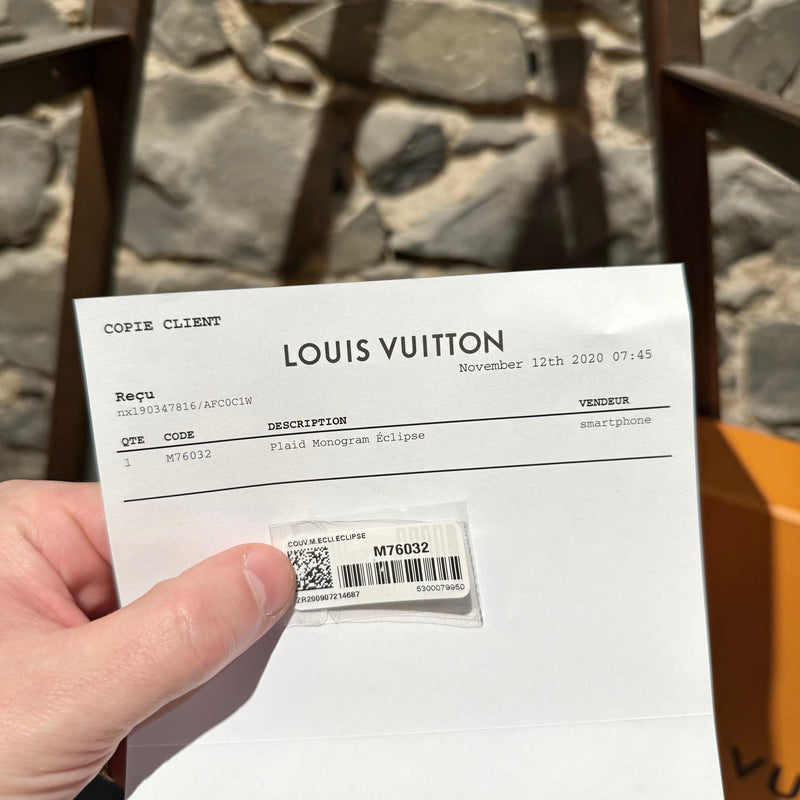 COPIE CLIENT
LOUIS VUITTON
November 12th 2020 07:45
Reçu
nx190347816/AFC0C1W
QTE CODE DESCRIPTION VENDEUR
1 M76032 Plaid Monogram Éclipse smartphone
COUV.M.ECLI.ECLIPSE
M76032
ZR200907214687 5300079950
VU